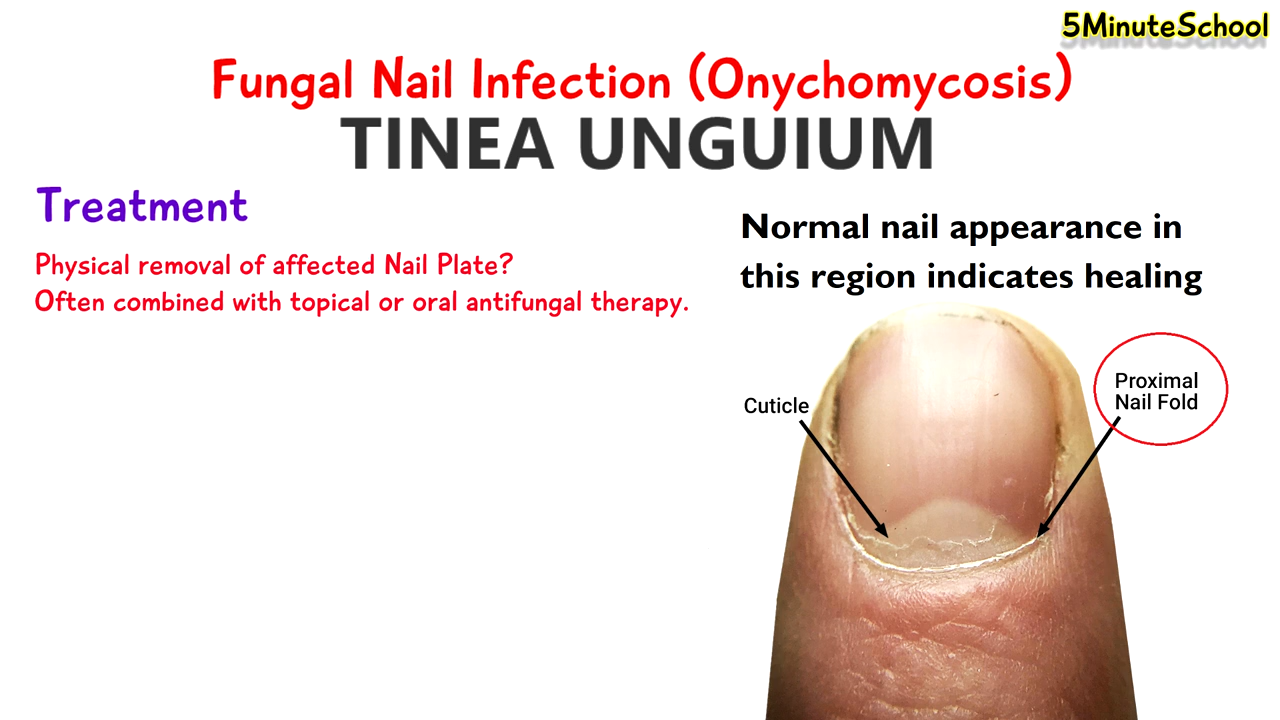 5MinuteSchool
Fungal Nail Infection (Onychomycosis)
TINEA UNGUIUM
Treatment
Physical removal of affected Nail Plate?
Often combined with topical or oral antifungal therapy.
Normal nail appearance in
this region indicates healing
Cuticle
Proximal
Nail Fold